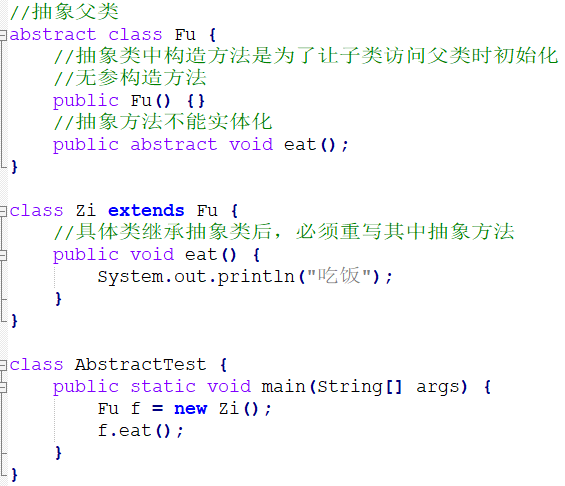 //抽象父类
abstract class Fu {
    //抽象类中构造方法是为了让子类访问父类时初始化
    //无参构造方法
    public Fu() {}
    //抽象方法不能实体化
    public abstract void eat();
}
class Zi extends Fu {
    //具体类继承抽象类后，必须重写其中抽象方法
    public void eat() {
        System.out.println("吃饭");
    }
}
class AbstractTest {
    public static void main(String[] args) {
        Fu f = new Zi();
        f.eat();
    }
}